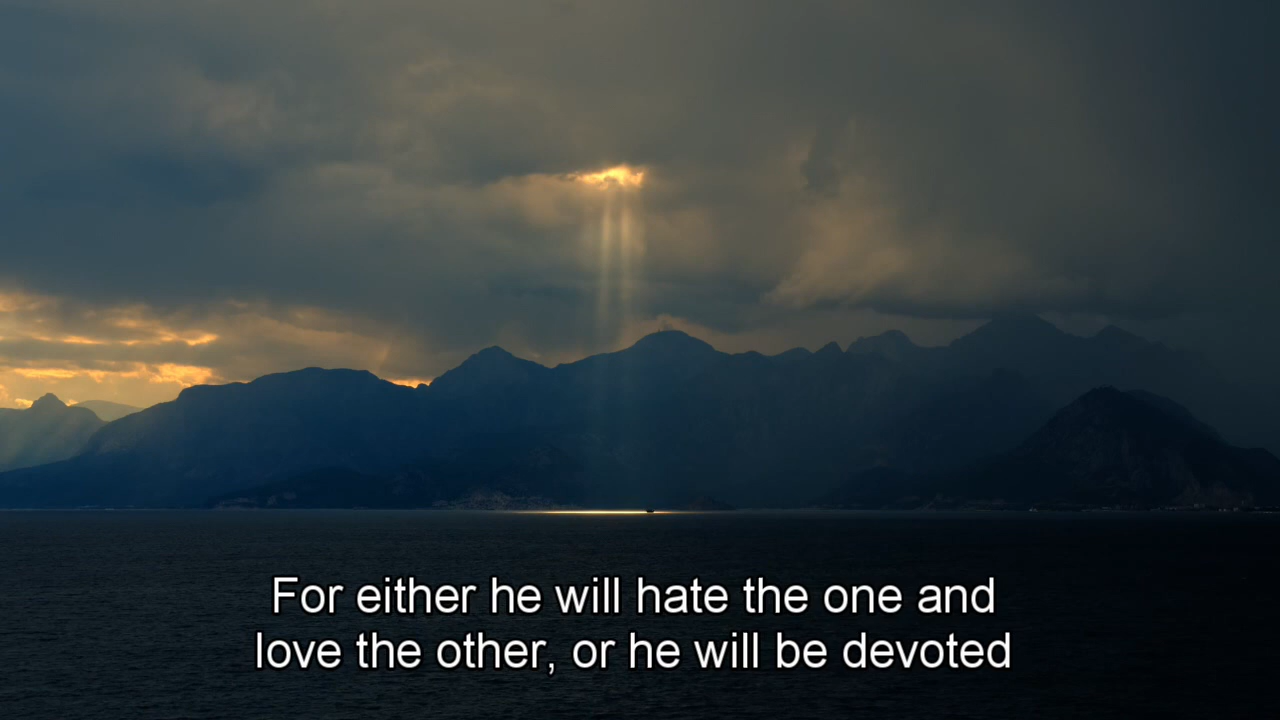 For either he will hate the one and
love the other, or he will be devoted